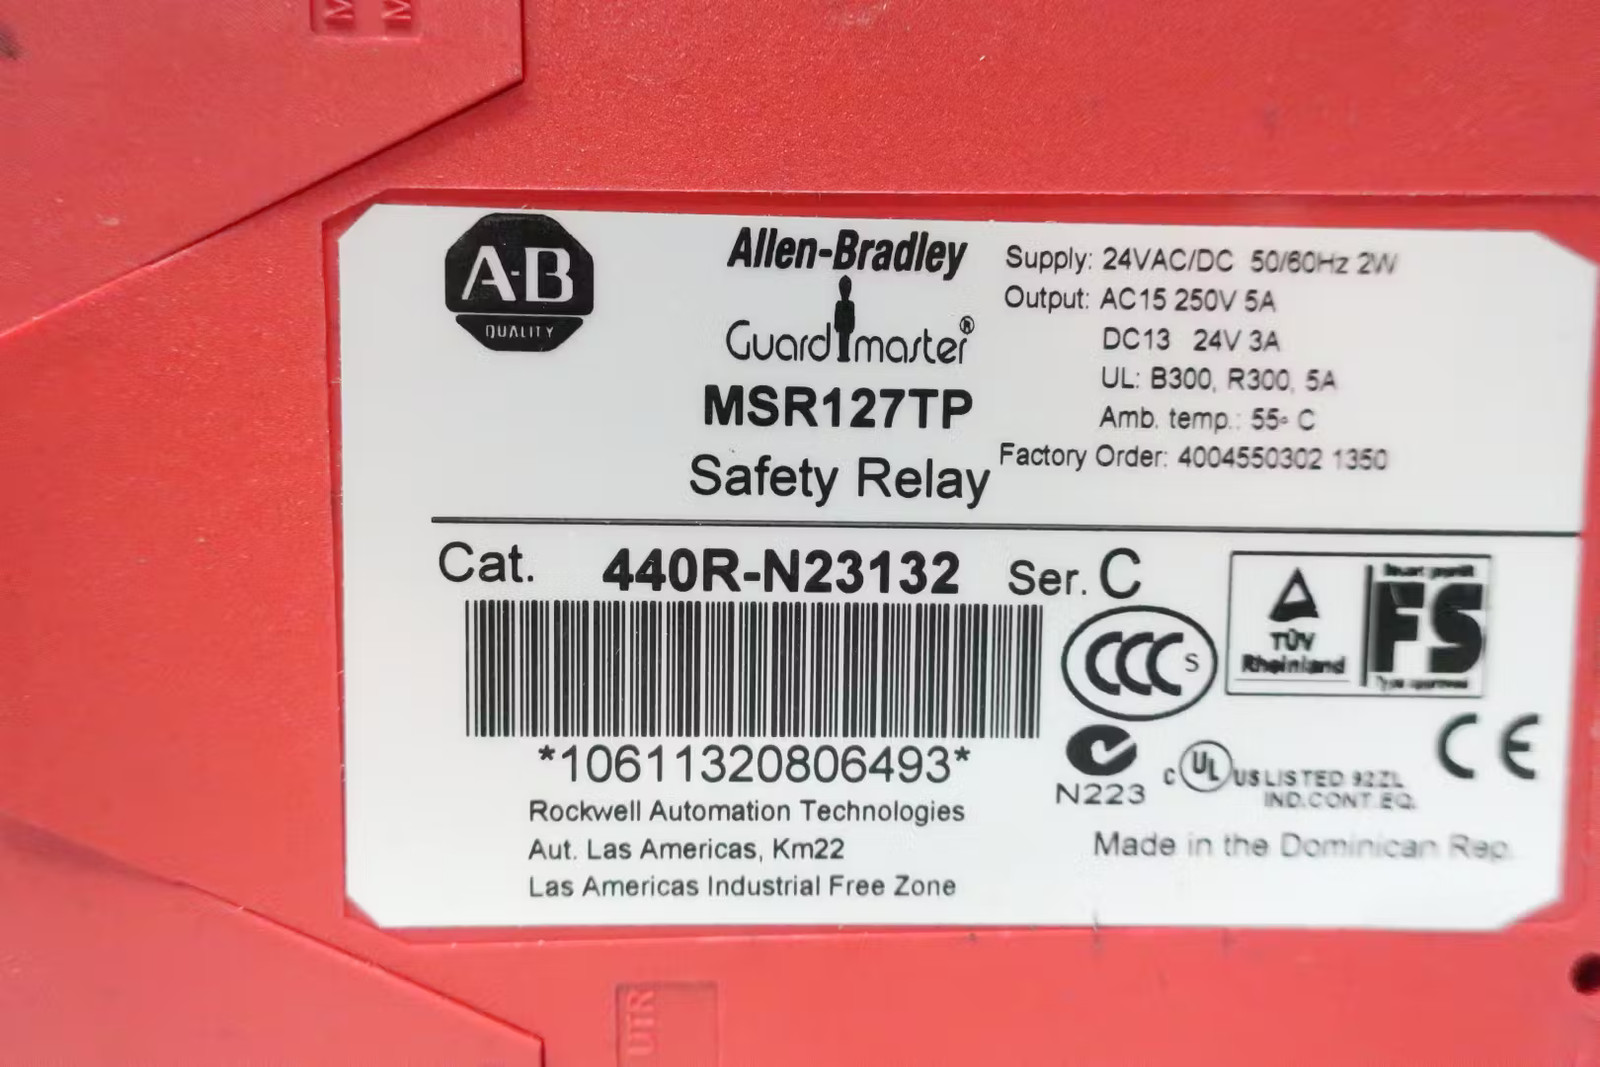 A-B
QUALITY
Allen-Bradley
Guardmaster®
MSR127TP
Safety Relay
Supply: 24VAC/DC 50/60Hz 2W
Output: AC15 250V 5A
DC13 24V 3A
UL: B300, R300, 5A
Amb. temp.: 55° C
Factory Order: 4004550302 1350
Cat. 440R-N23132 Ser. C
*10611320806493*
Rockwell Automation Technologies
Aut. Las Americas, Km22
Las Americas Industrial Free Zone
CCC S
TÜV
Rheinland
FS
N223
c UL US LISTED 92ZL
IND.CONT.EQ.
CE
Made in the Dominican Rep.
UTR